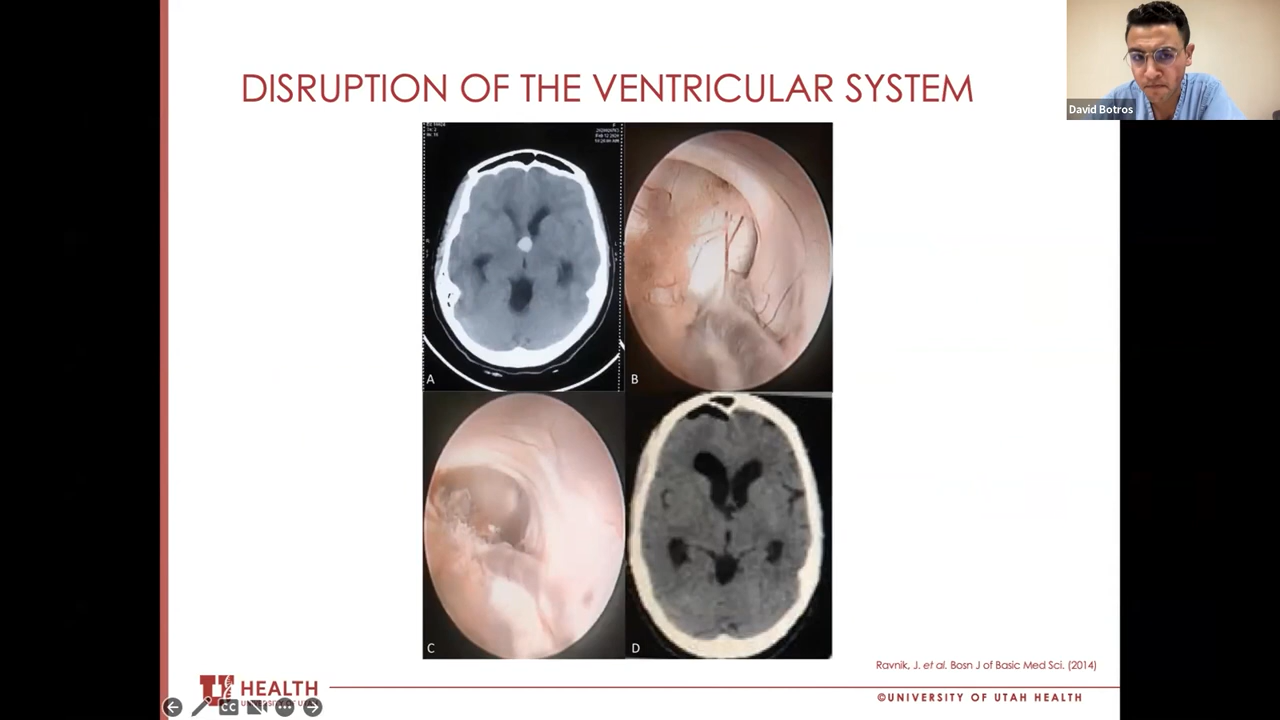 DISRUPTION OF THE VENTRICULAR SYSTEM
David Botros
A
B
C
D
Ravnik, J. et al. Bosn J of Basic Med Sci. (2014)
U HEALTH
©UNIVERSITY OF UTAH HEALTH
CC